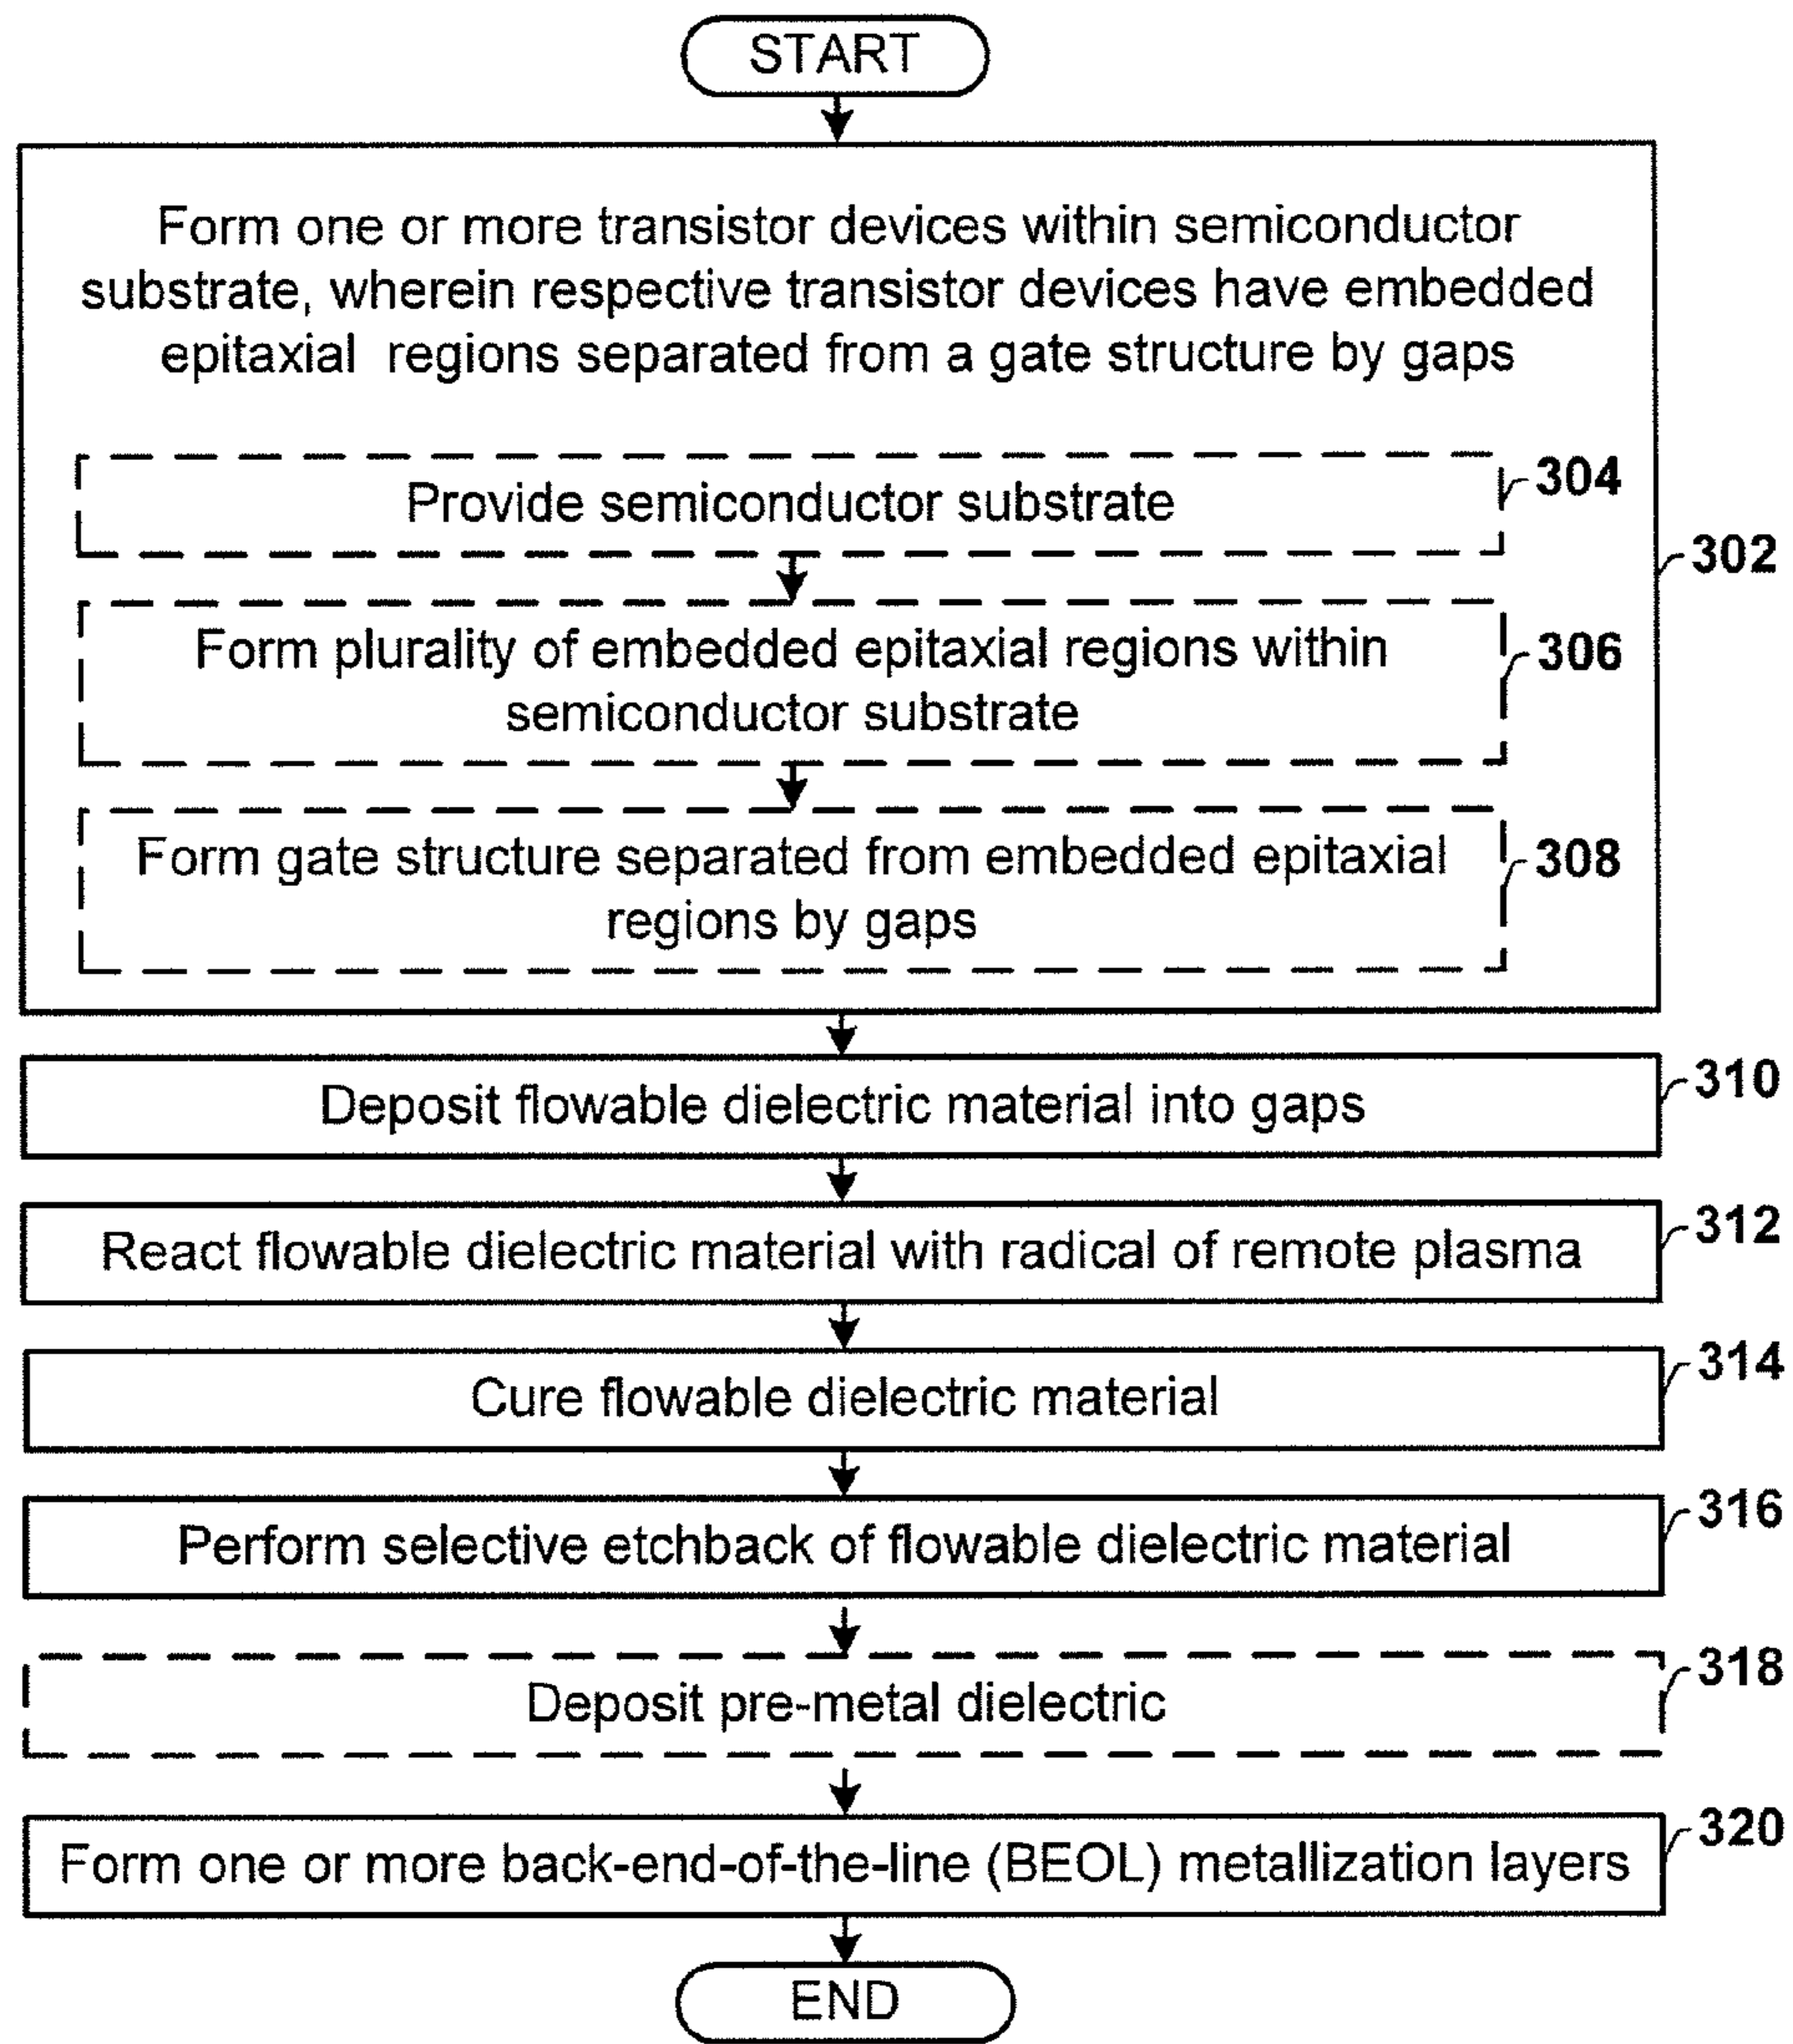 START
Form one or more transistor devices within semiconductor
substrate, wherein respective transistor devices have embedded
epitaxial regions separated from a gate structure by gaps
Provide semiconductor substrate
304
302
Form plurality of embedded epitaxial regions within
semiconductor substrate
306
Form gate structure separated from embedded epitaxial
regions by gaps
308
Deposit flowable dielectric material into gaps
310
React flowable dielectric material with radical of remote plasma
312
Cure flowable dielectric material
314
Perform selective etchback of flowable dielectric material
316
Deposit pre-metal dielectric
318
Form one or more back-end-of-the-line (BEOL) metallization layers
320
END